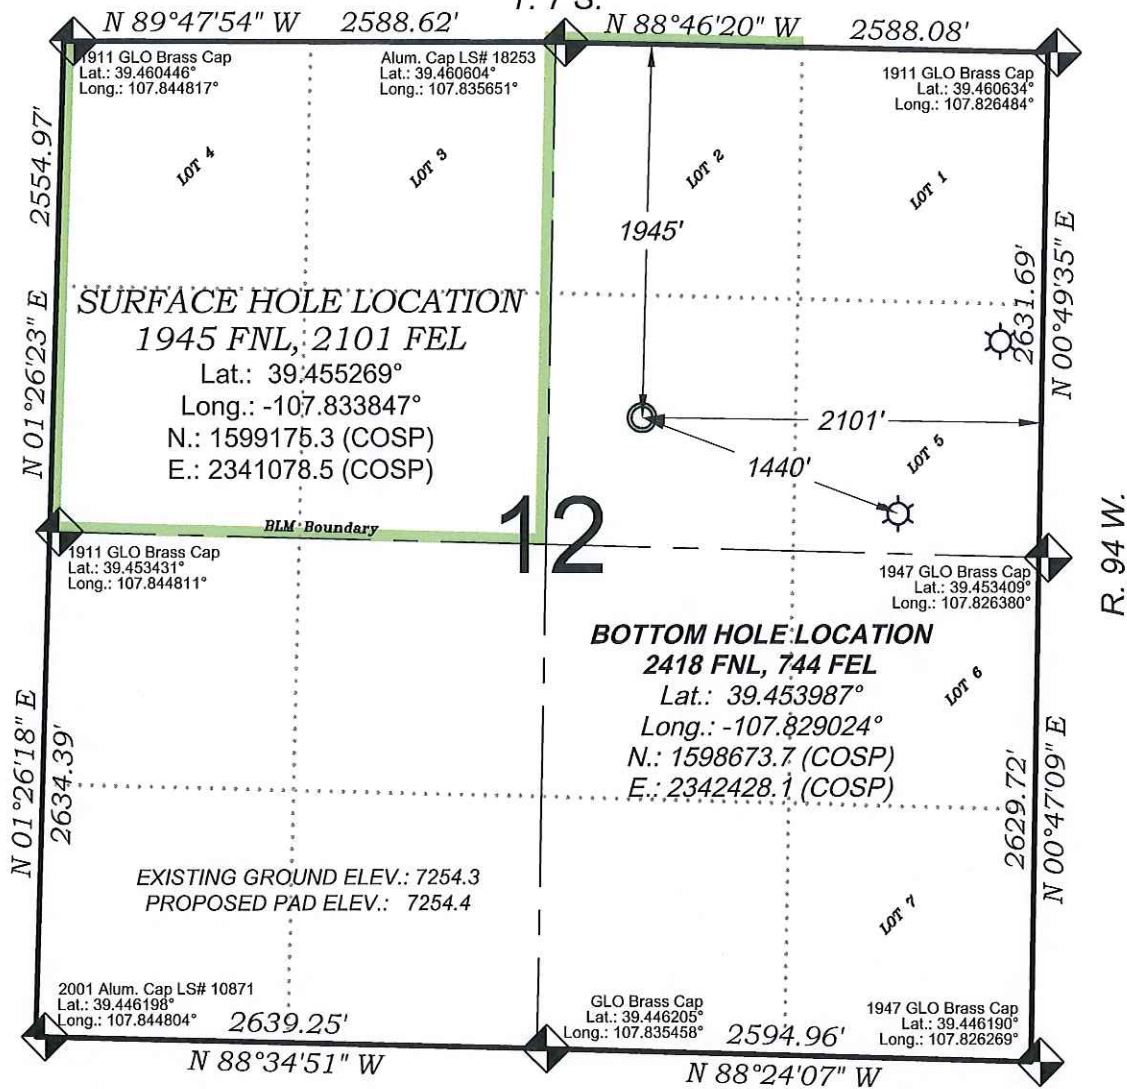 T. 7 S.
N 89°47'54" W 2588.62'
N 88°46'20" W 2588.08'
1911 GLO Brass Cap
Lat.: 39.460446°
Long.: 107.844817°
Alum. Cap LS# 18253
Lat.: 39.460604°
Long.: 107.835651°
1911 GLO Brass Cap
Lat.: 39.460634°
Long.: 107.826484°
2554.97'
N 01°26'23" E
LOT 4
LOT 3
LOT 2
LOT 1
1945'
2631.69'
N 00°49'35" E
SURFACE HOLE LOCATION
1945 FNL, 2101 FEL
Lat.: 39.455269°
Long.: -107.833847°
N.: 1599175.3 (COSP)
E.: 2341078.5 (COSP)
2101'
1440'
LOT 5
BLM Boundary
12
R. 94 W.
1911 GLO Brass Cap
Lat.: 39.453431°
Long.: 107.844811°
1947 GLO Brass Cap
Lat.: 39.453409°
Long.: 107.826380°
BOTTOM HOLE LOCATION
2418 FNL, 744 FEL
Lat.: 39.453987°
Long.: -107.829024°
N.: 1598673.7 (COSP)
E.: 2342428.1 (COSP)
LOT 6
N 01°26'18" E
2634.39'
2629.72'
N 00°47'09" E
EXISTING GROUND ELEV.: 7254.3
PROPOSED PAD ELEV.: 7254.4
LOT 7
2001 Alum. Cap LS# 10871
Lat.: 39.446198°
Long.: 107.844804°
GLO Brass Cap
Lat.: 39.446205°
Long.: 107.835458°
1947 GLO Brass Cap
Lat.: 39.446190°
Long.: 107.826269°
2639.25'
N 88°34'51" W
2594.96'
N 88°24'07" W